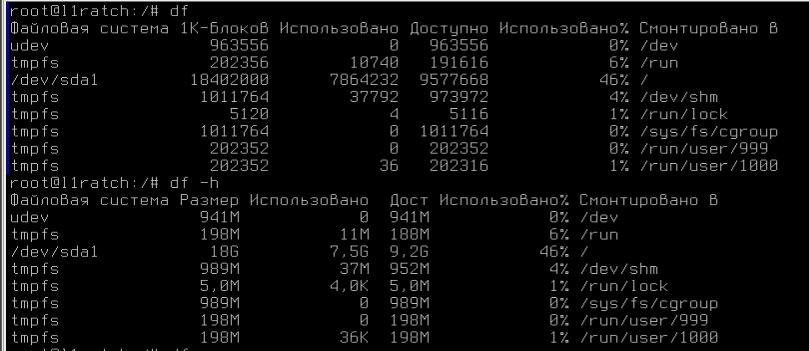 root@l1ratch:/# df
Файловая система 1K-блоков Использовано Доступно Использовано% Смонтировано в
udev 963556 0 963556 0% /dev
tmpfs 202356 10740 191616 6% /run
/dev/sda1 18402000 7864232 9577668 46% /
tmpfs 1011764 37792 973972 4% /dev/shm
tmpfs 5120 4 5116 1% /run/lock
tmpfs 1011764 0 1011764 0% /sys/fs/cgroup
tmpfs 202352 0 202352 0% /run/user/999
tmpfs 202352 36 202316 1% /run/user/1000
root@l1ratch:/# df -h
Файловая система Размер Использовано Дост Использовано% Смонтировано в
udev 941M 0 941M 0% /dev
tmpfs 198M 11M 188M 6% /run
/dev/sda1 18G 7,5G 9,2G 46% /
tmpfs 989M 37M 952M 4% /dev/shm
tmpfs 5,0M 4,0K 5,0M 1% /run/lock
tmpfs 989M 0 989M 0% /sys/fs/cgroup
tmpfs 198M 0 198M 0% /run/user/999
tmpfs 198M 36K 198M 1% /run/user/1000